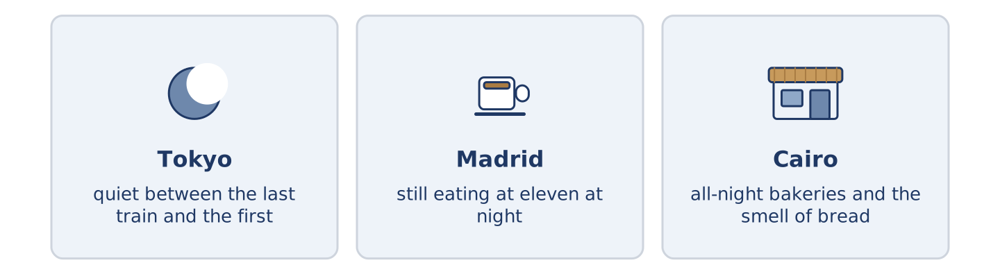 Tokyo
quiet between the last
train and the first
Madrid
still eating at eleven at
night
Cairo
all-night bakeries and the
smell of bread